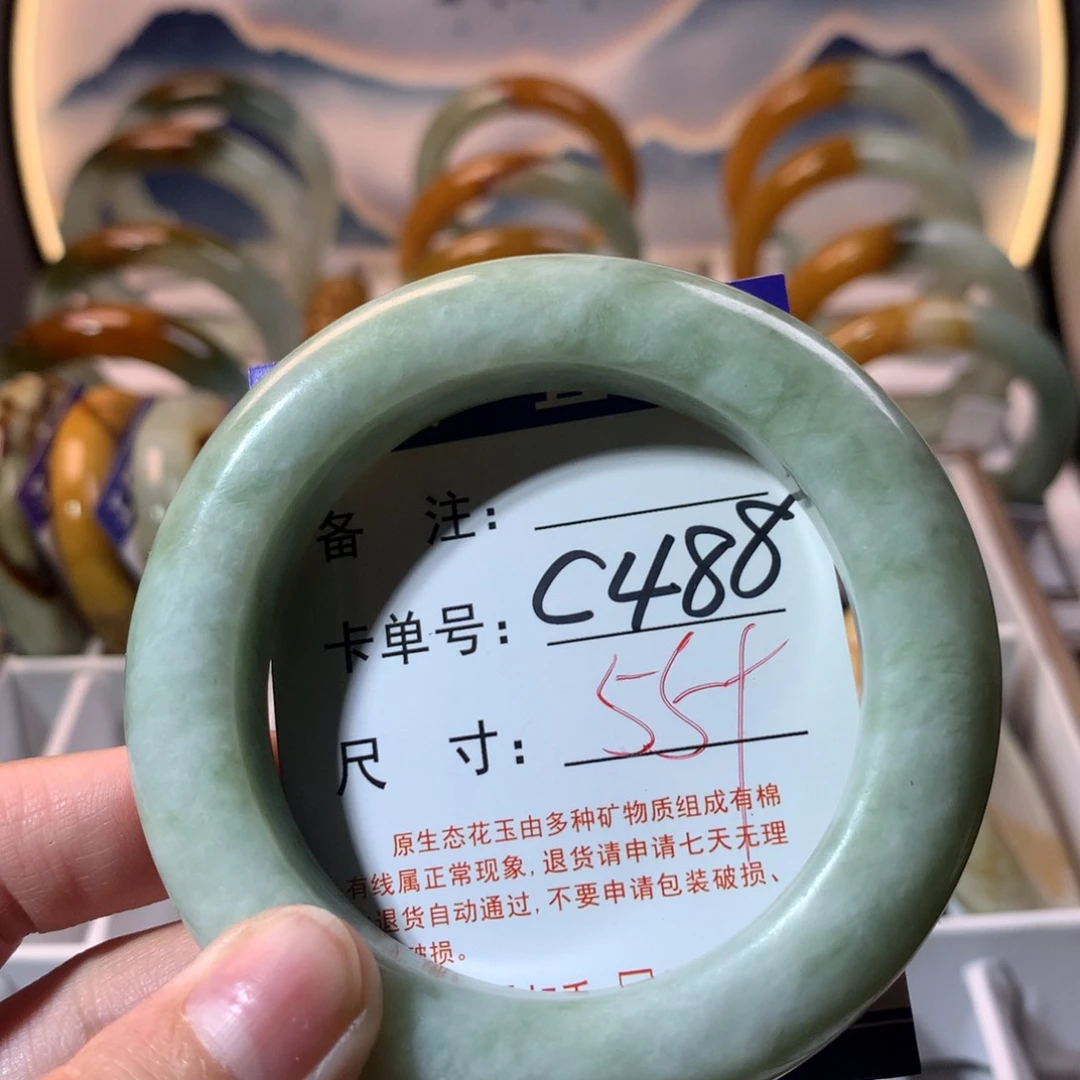 备 注:
卡单号: C488
尺 寸: 55+
原生态花玉由多种矿物质组成有棉
有线属正常现象,退货请申请七天无理
退货自动通过,不要申请包装破损、
破损。